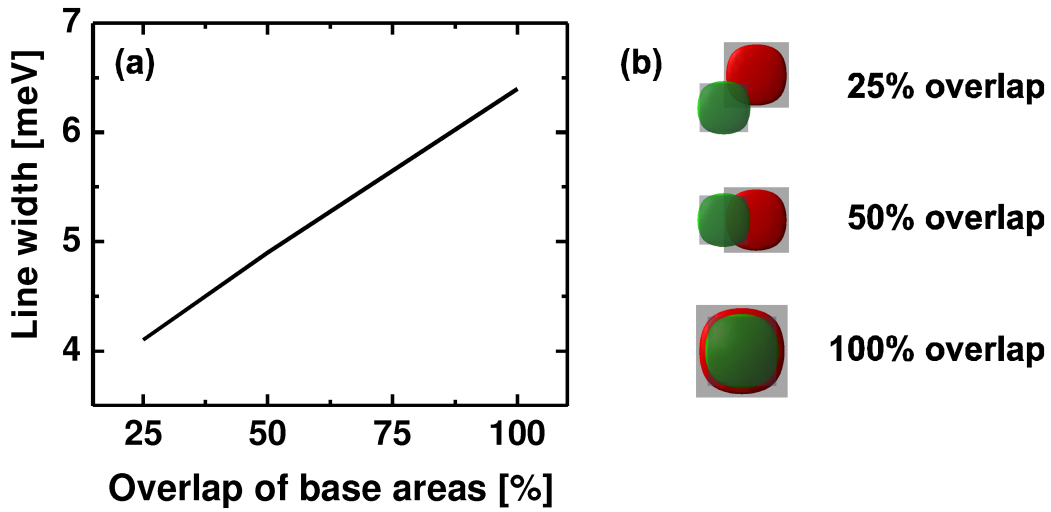 (a)
7
6
5
4
Line width [meV]
25 50 75 100
Overlap of base areas [%]
(b)
25% overlap
50% overlap
100% overlap